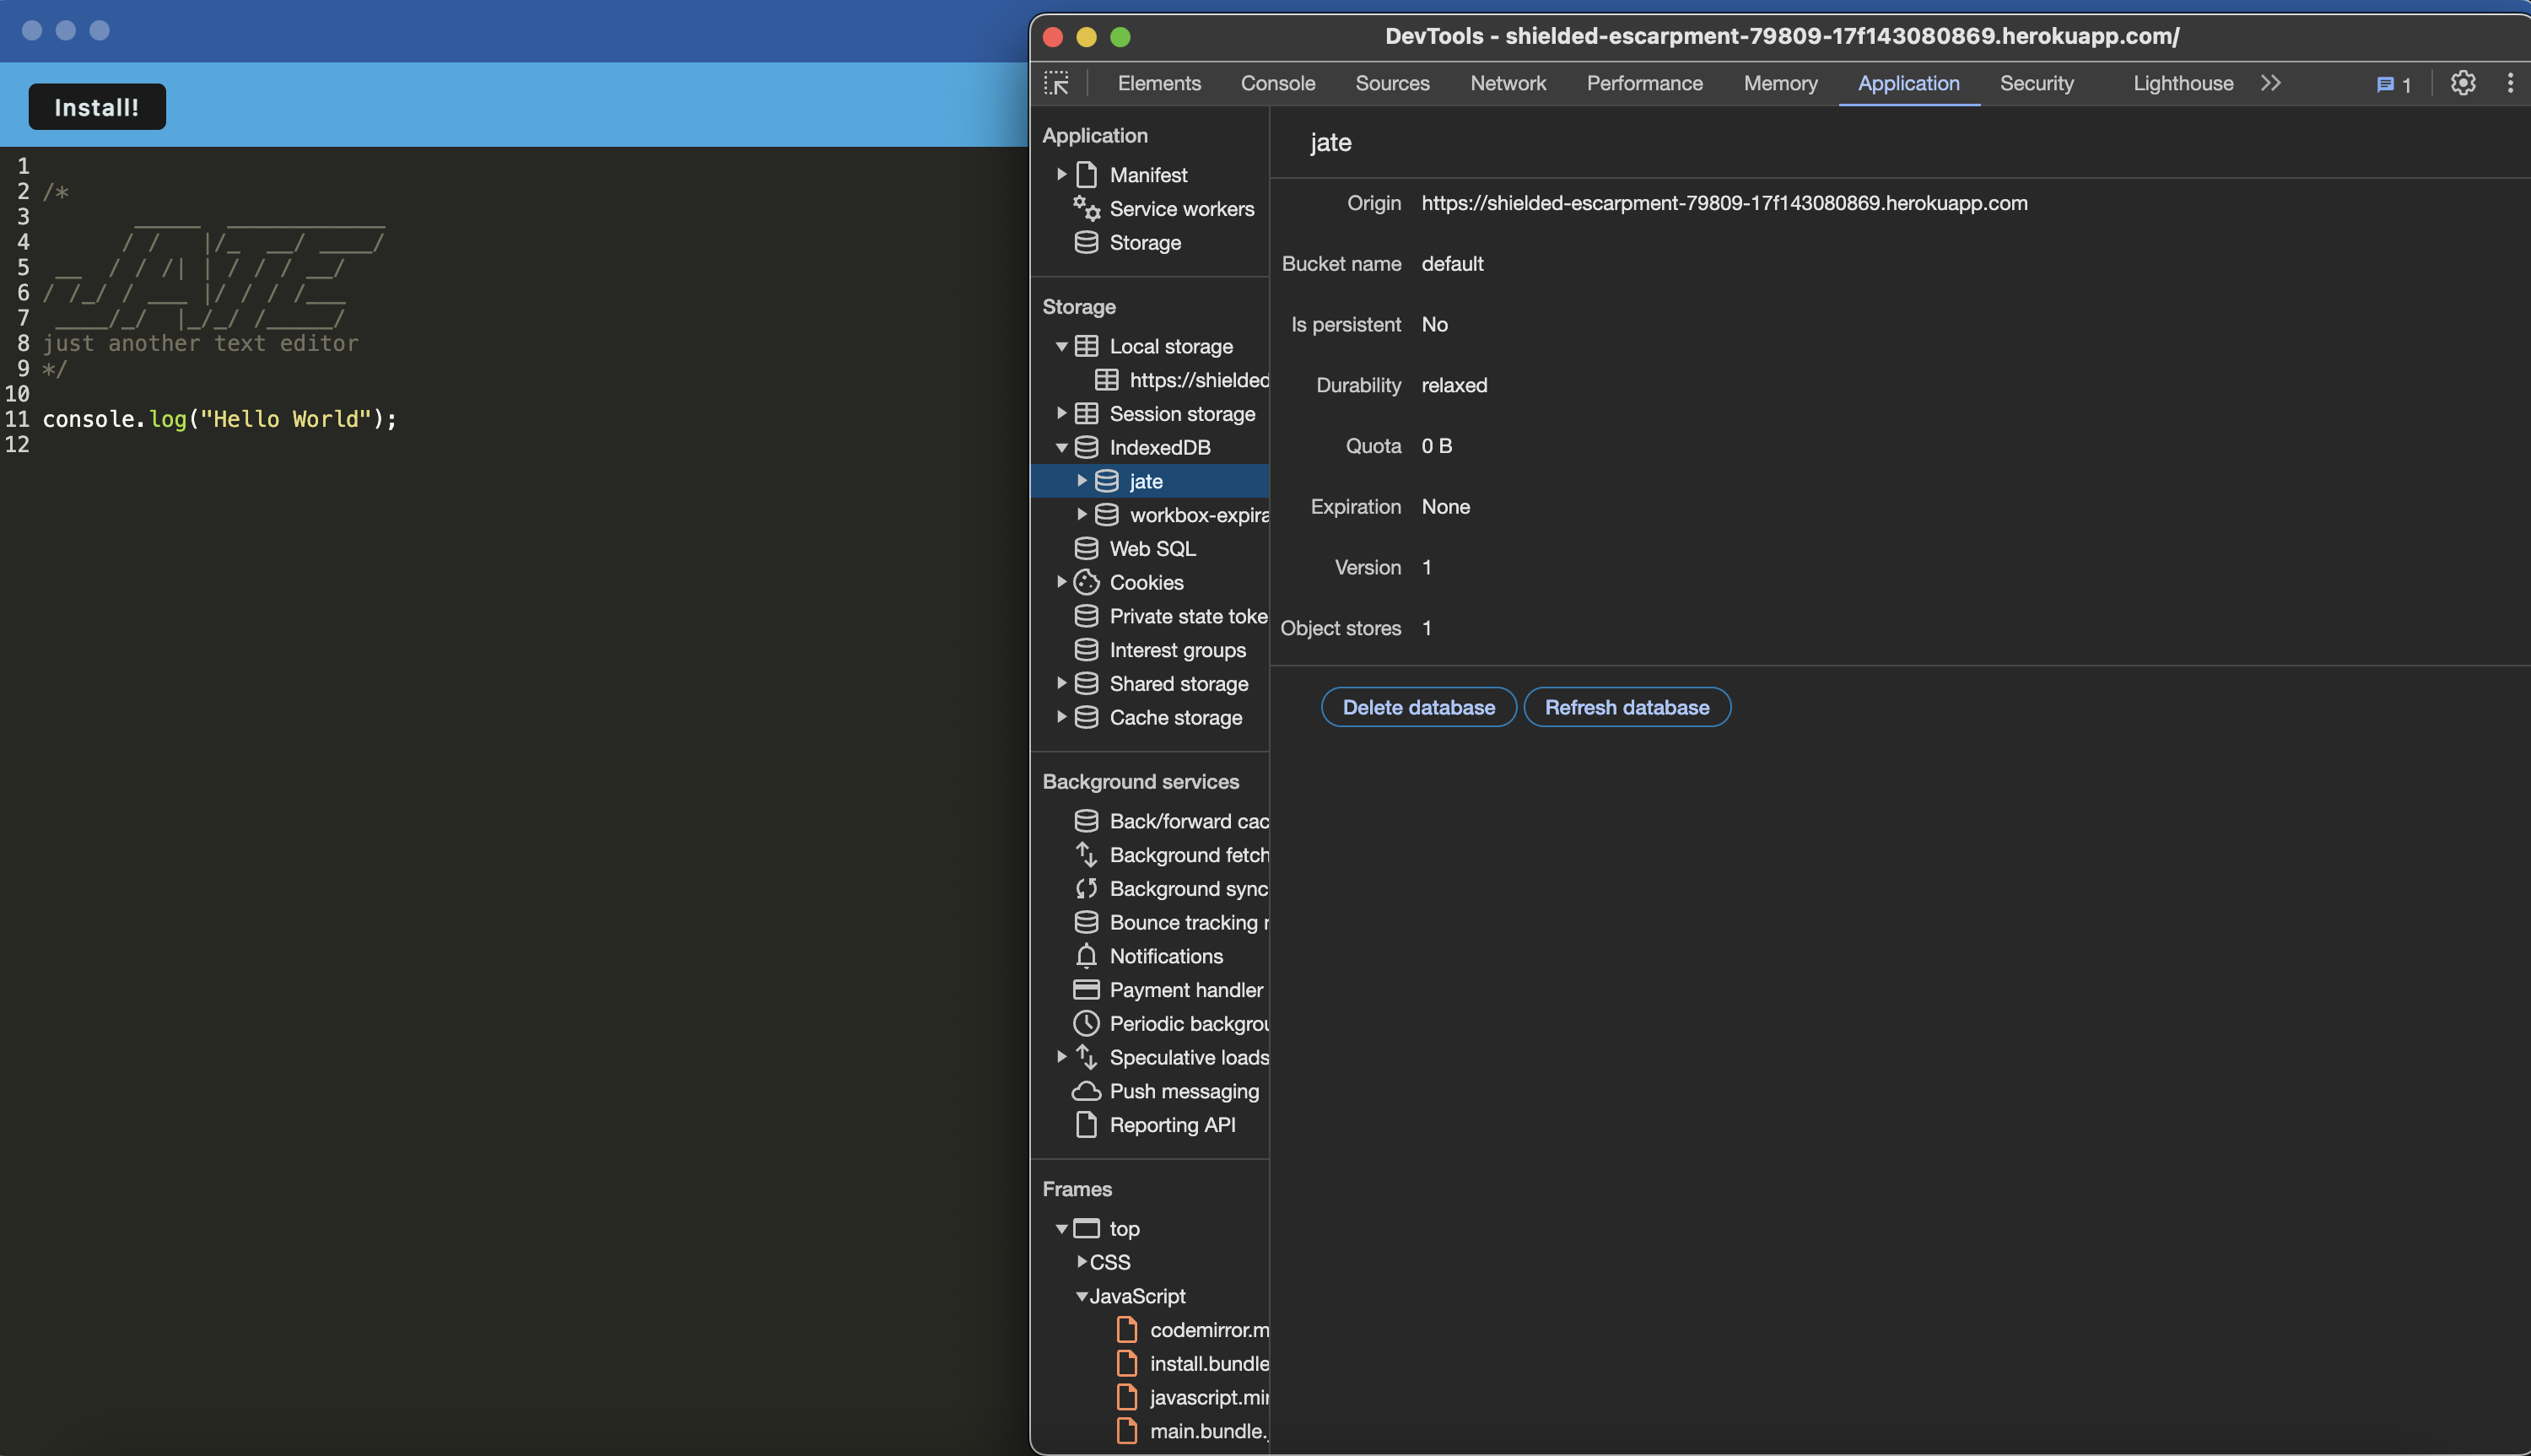 Install!
1
2 /*
3      _____  ____________
4      / /   |/_  __/ ____/
5 __  / / /| | / / / __/
6 / /_/ / ___ |/ / / /___
7 ____/_/  |_/_/ /_____/
8 just another text editor
9 */
10
11 console.log("Hello World");
12
DevTools - shielded-escarpment-79809-17f143080869.herokuapp.com/
Elements Console Sources Network Performance Memory Application Security Lighthouse 1
Application
Manifest
Service workers
Storage
Storage
Local storage
https://shielded
Session storage
IndexedDB
jate
workbox-expira
Web SQL
Cookies
Private state toke
Interest groups
Shared storage
Cache storage
Background services
Back/forward cac
Background fetch
Background sync
Bounce tracking r
Notifications
Payment handler
Periodic backgrou
Speculative loads
Push messaging
Reporting API
Frames
top
CSS
JavaScript
codemirror.m
install.bundle
javascript.mir
main.bundle.
jate
Origin https://shielded-escarpment-79809-17f143080869.herokuapp.com
Bucket name default
Is persistent No
Durability relaxed
Quota 0 B
Expiration None
Version 1
Object stores 1
Delete database Refresh database